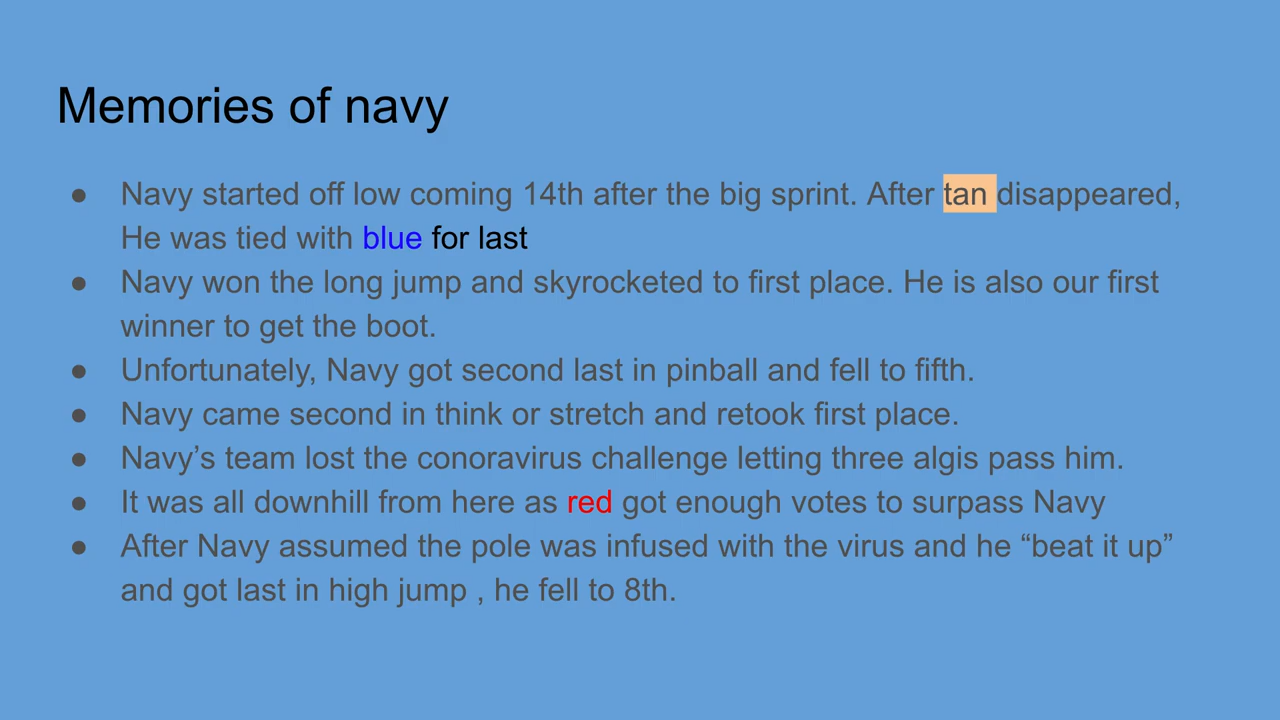 Memories of navy
● Navy started off low coming 14th after the big sprint. After tan disappeared,
He was tied with blue for last
● Navy won the long jump and skyrocketed to first place. He is also our first
winner to get the boot.
● Unfortunately, Navy got second last in pinball and fell to fifth.
● Navy came second in think or stretch and retook first place.
● Navy’s team lost the conoravirus challenge letting three algis pass him.
● It was all downhill from here as red got enough votes to surpass Navy
● After Navy assumed the pole was infused with the virus and he “beat it up”
and got last in high jump , he fell to 8th.